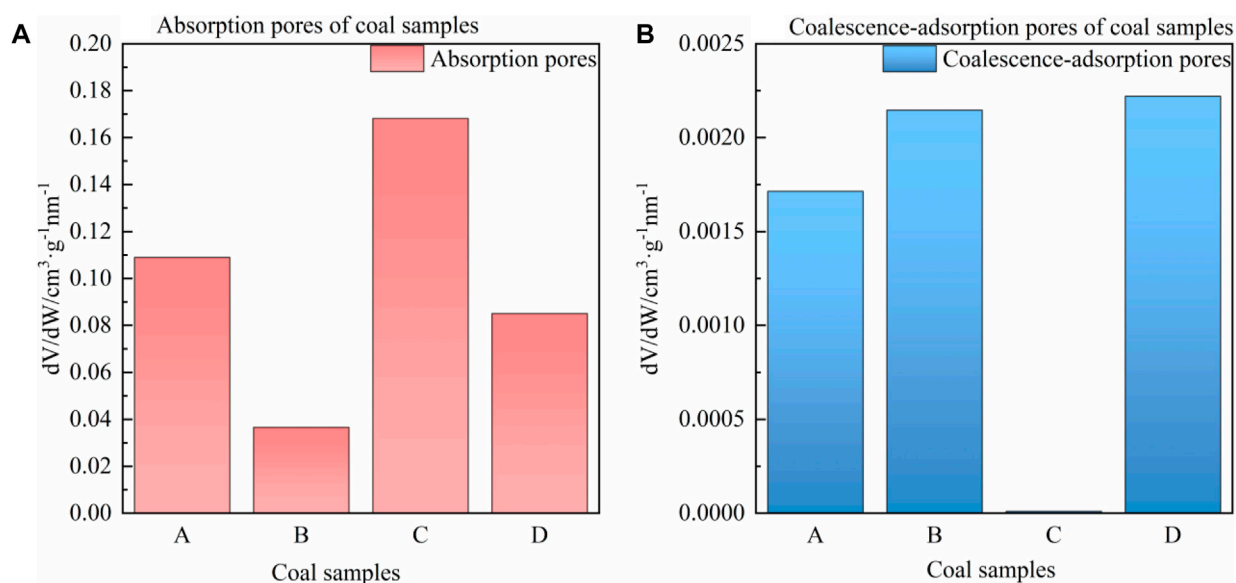 A
Absorption pores of coal samples
Absorption pores
dV/dW/cm³·g⁻¹nm⁻¹
0.20
0.18
0.16
0.14
0.12
0.10
0.08
0.06
0.04
0.02
0.00
A B C D
Coal samples
B
Coalescence-adsorption pores of coal samples
Coalescence-adsorption pores
dV/dW/cm³·g⁻¹nm⁻¹
0.0025
0.0020
0.0015
0.0010
0.0005
0.0000
A B C D
Coal samples